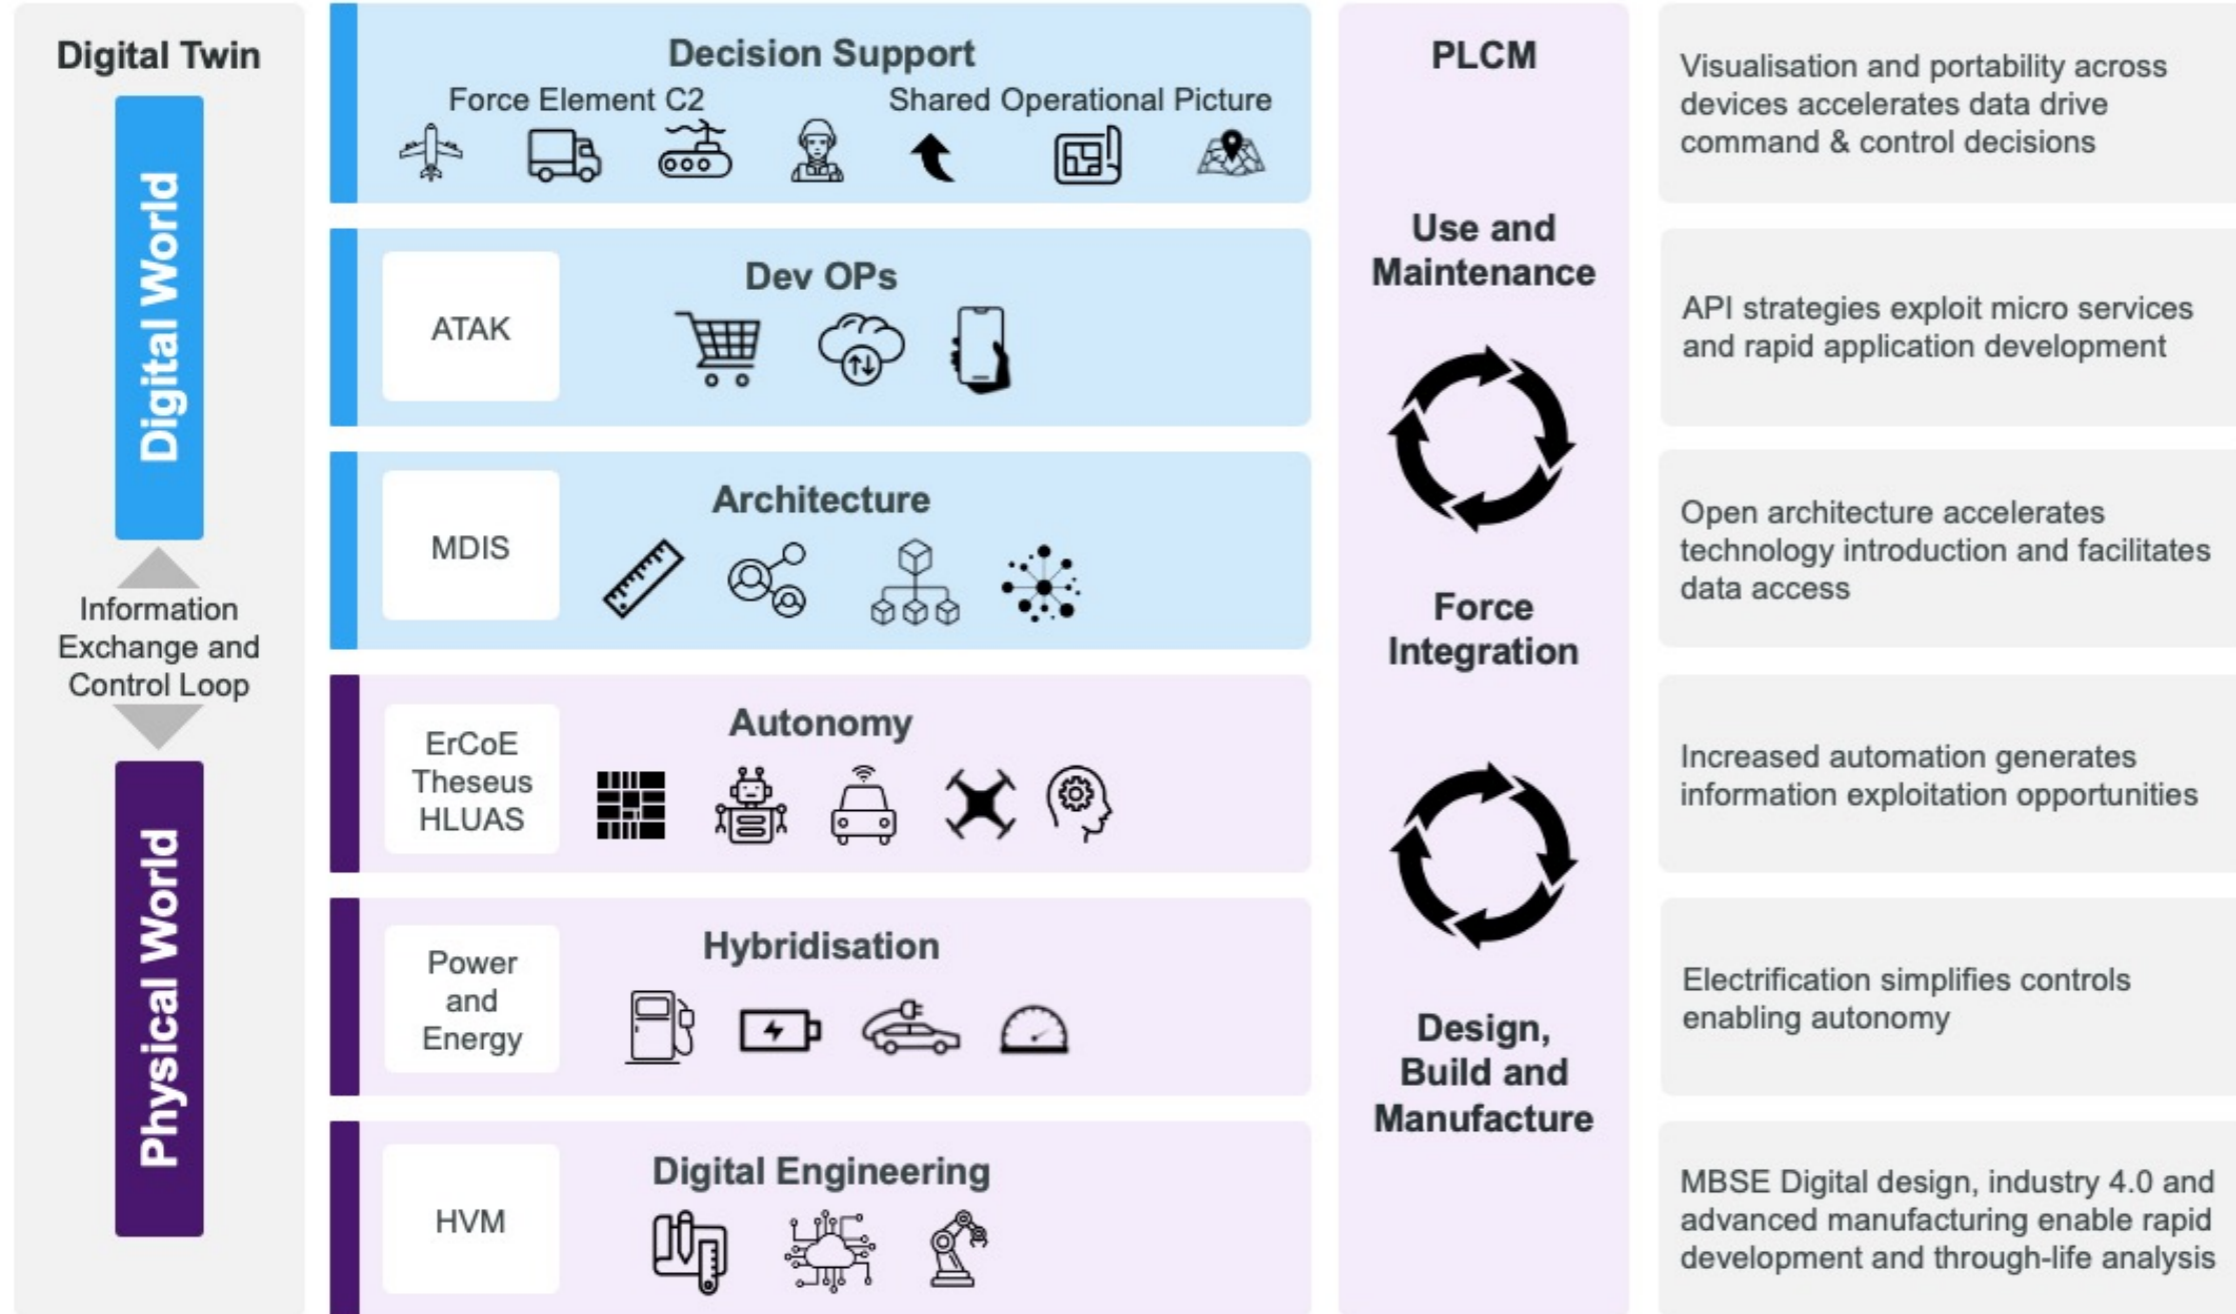 Digital Twin
Digital World
Information
Exchange and
Control Loop
Physical World
Decision Support
Force Element C2
Shared Operational Picture
ATAK
Dev OPs
MDIS
Architecture
ErCoE
Theseus
HLUAS
Autonomy
Power
and
Energy
Hybridisation
HVM
Digital Engineering
PLCM
Use and
Maintenance
Force
Integration
Design,
Build and
Manufacture
Visualisation and portability across
devices accelerates data drive
command & control decisions
API strategies exploit micro services
and rapid application development
Open architecture accelerates
technology introduction and facilitates
data access
Increased automation generates
information exploitation opportunities
Electrification simplifies controls
enabling autonomy
MBSE Digital design, industry 4.0 and
advanced manufacturing enable rapid
development and through-life analysis